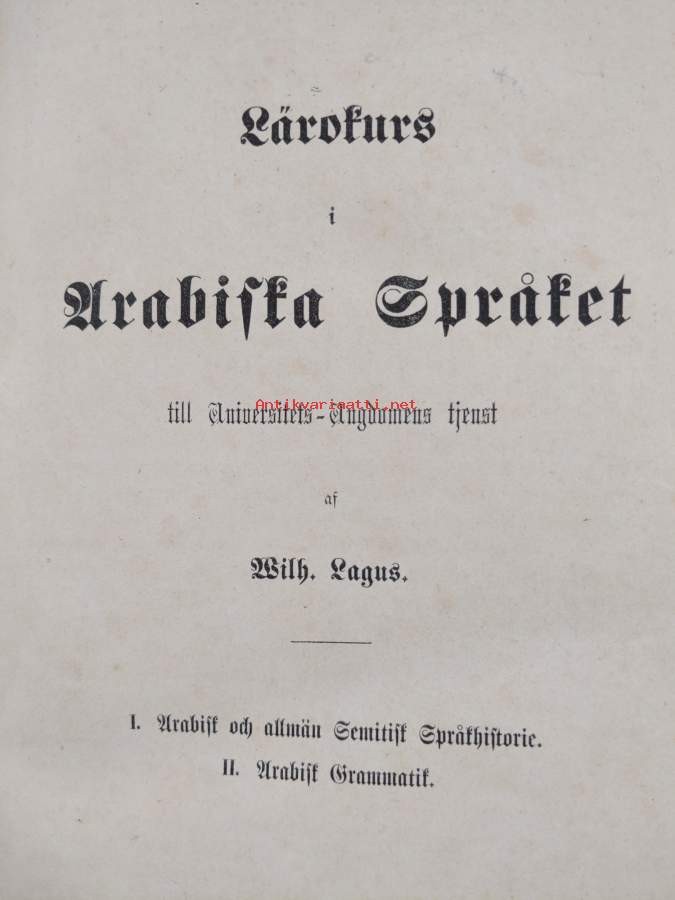 Lärokurs
i
Arabiska Språket
Antikvariaatti.net
till Universitets-Ungdomens tjenst
af
Wilh. Lagus.
I. Arabisk och allmän Semitisk Språkhistorie.
II. Arabisk Grammatik.